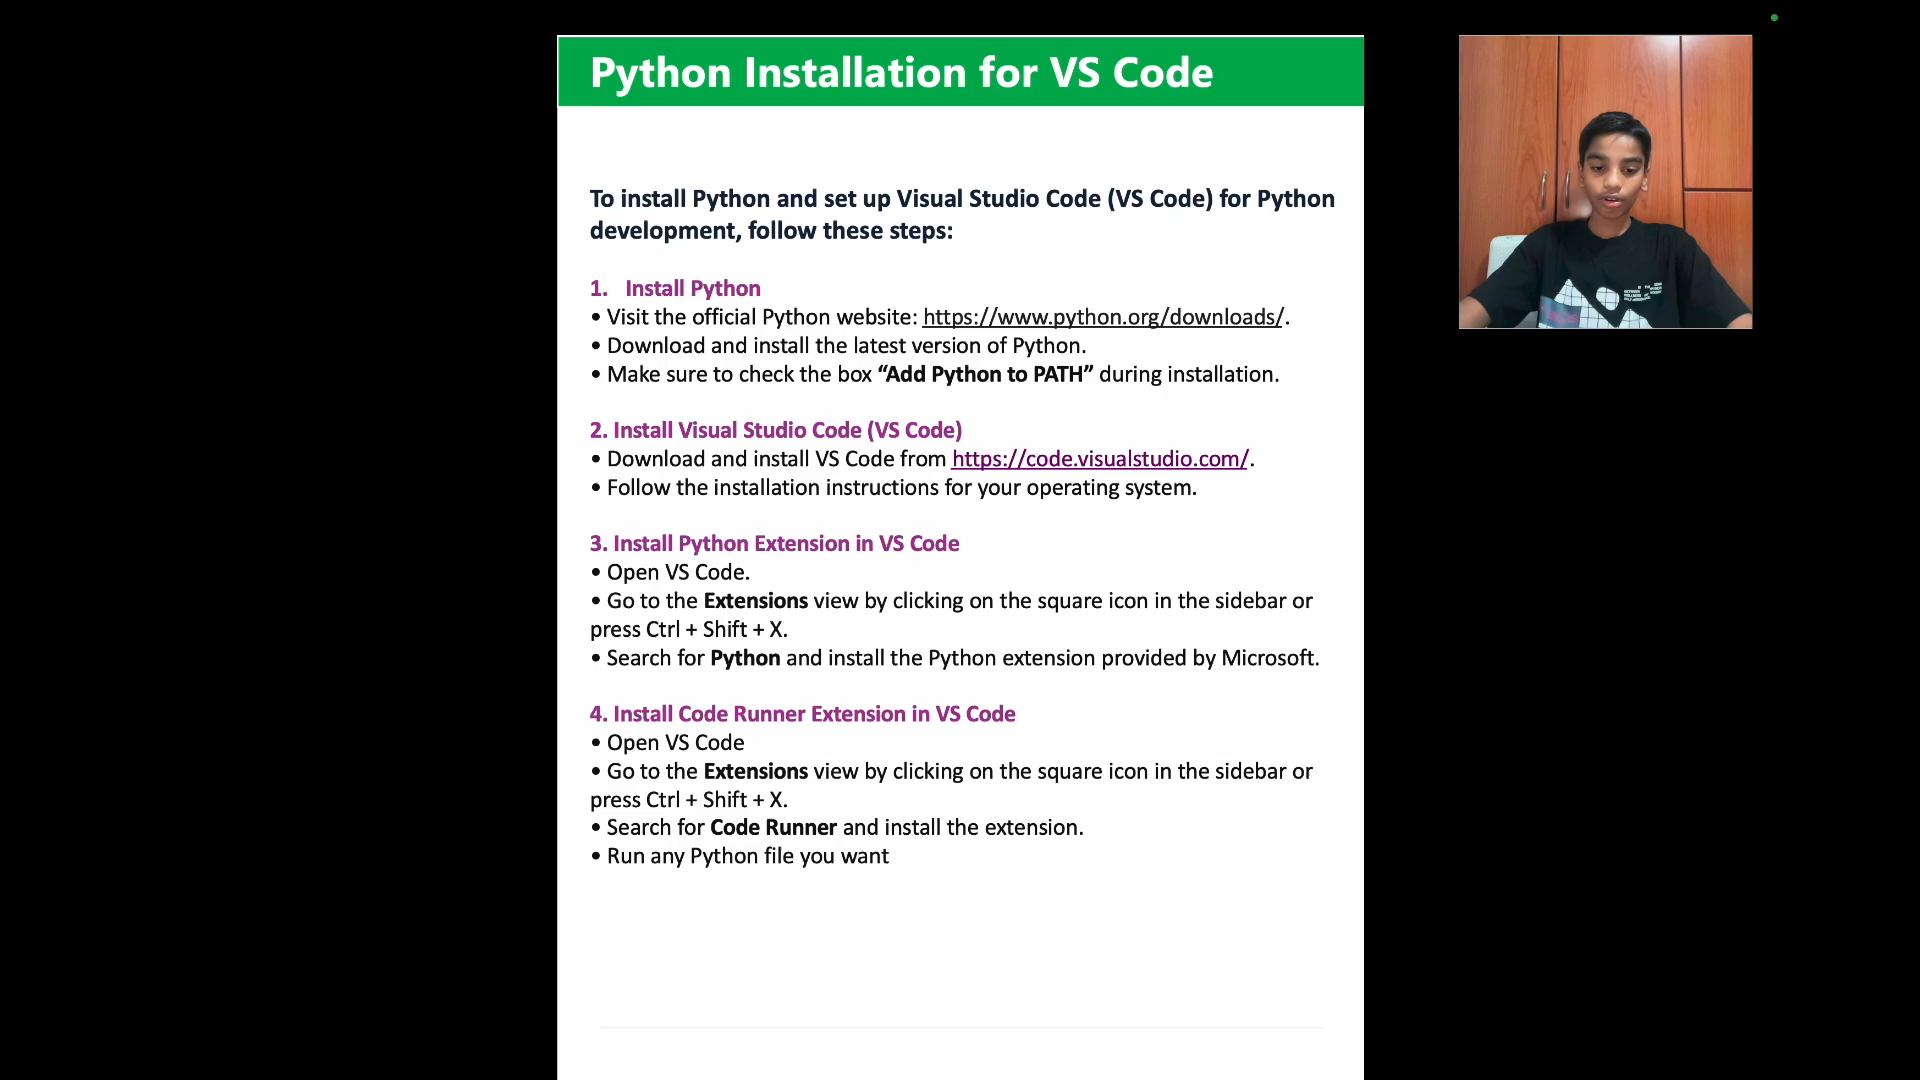 Python Installation for VS Code
To install Python and set up Visual Studio Code (VS Code) for Python
development, follow these steps:
1. Install Python
• Visit the official Python website: https://www.python.org/downloads/.
• Download and install the latest version of Python.
• Make sure to check the box “Add Python to PATH” during installation.
2. Install Visual Studio Code (VS Code)
• Download and install VS Code from https://code.visualstudio.com/.
• Follow the installation instructions for your operating system.
3. Install Python Extension in VS Code
• Open VS Code.
• Go to the Extensions view by clicking on the square icon in the sidebar or
press Ctrl + Shift + X.
• Search for Python and install the Python extension provided by Microsoft.
4. Install Code Runner Extension in VS Code
• Open VS Code
• Go to the Extensions view by clicking on the square icon in the sidebar or
press Ctrl + Shift + X.
• Search for Code Runner and install the extension.
• Run any Python file you want